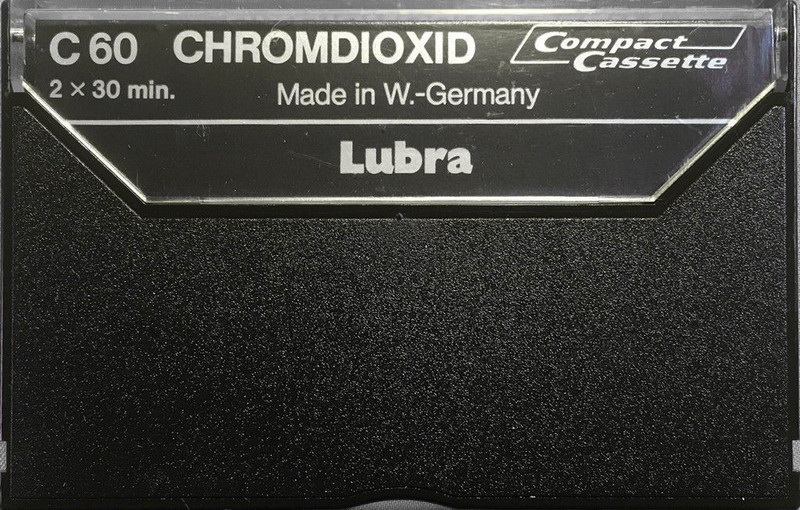 C 60 CHROMDIOXID Compact Cassette
2 × 30 min. Made in W.-Germany
Lubra